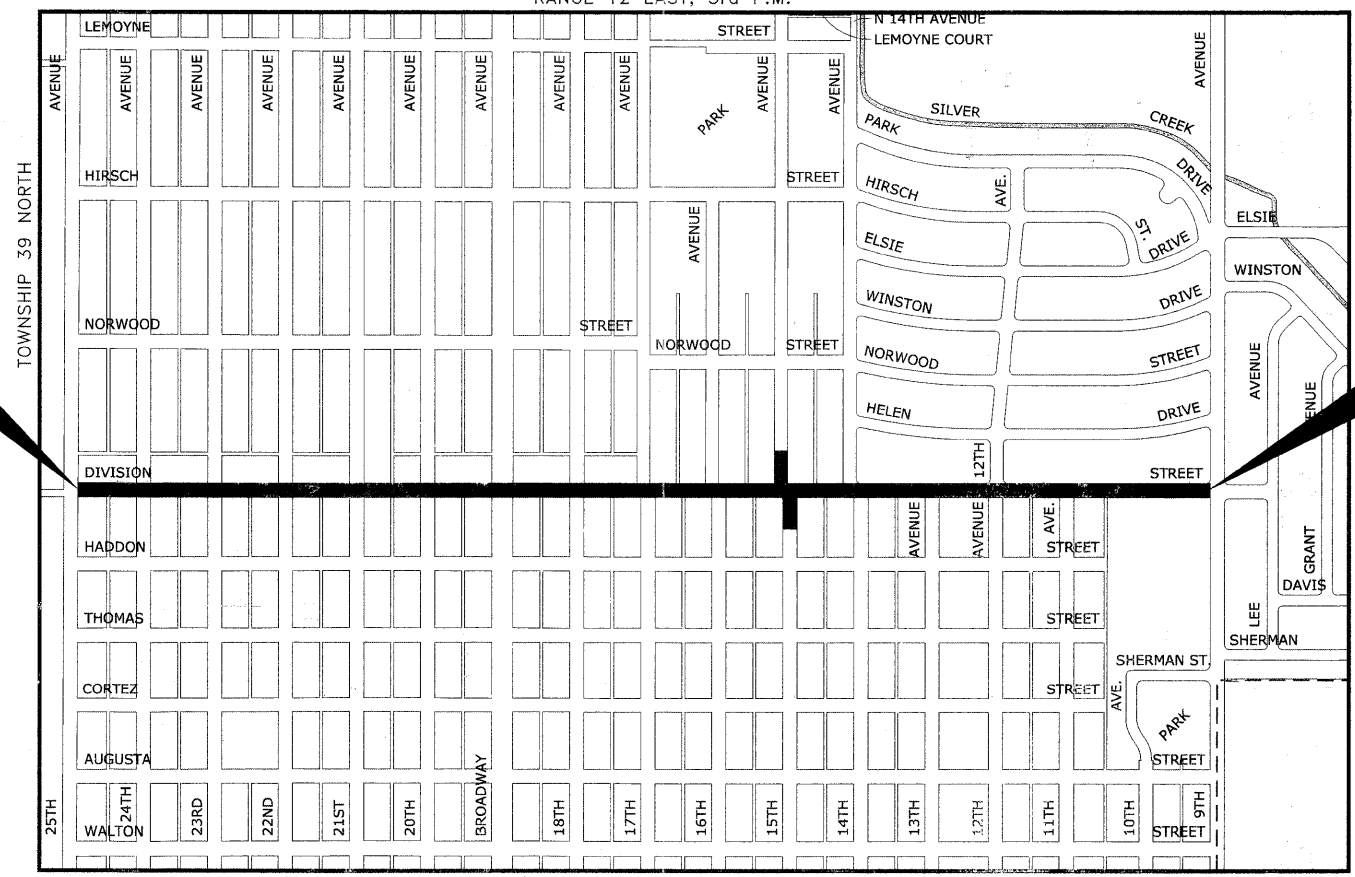 RANGE 12 EAST, 3rd P.M.
LEMOYNE
STREET
N 14TH AVENUE
LEMOYNE COURT
AVENUE
AVENUE
AVENUE
AVENUE
AVENUE
AVENUE
AVENUE
AVENUE
AVENUE
AVENUE
AVENUE
AVENUE
PARK
PARK
SILVER
CREEK
DRIVE
TOWNSHIP 39 NORTH
HIRSCH
STREET
HIRSCH
AVE.
ST.
DRIVE
ELSIE
ELSIE
AVENUE
WINSTON
DRIVE
WINSTON
NORWOOD
STREET
NORWOOD
STREET
NORWOOD
STREET
AVENUE
HELEN
DRIVE
ENUE
DIVISION
12TH
STREET
HADDON
AVENUE
AVENUE
AVE.
STREET
GRANT
DAVIS
THOMAS
STREET
LEE
SHERMAN
SHERMAN ST.
CORTEZ
STREET
AVE.
PARK
AUGUSTA
STREET
25TH
24TH
23RD
22ND
21ST
20TH
BROADWAY
18TH
17TH
16TH
15TH
14TH
13TH
12TH
11TH
10TH
9TH
WALTON
STREET